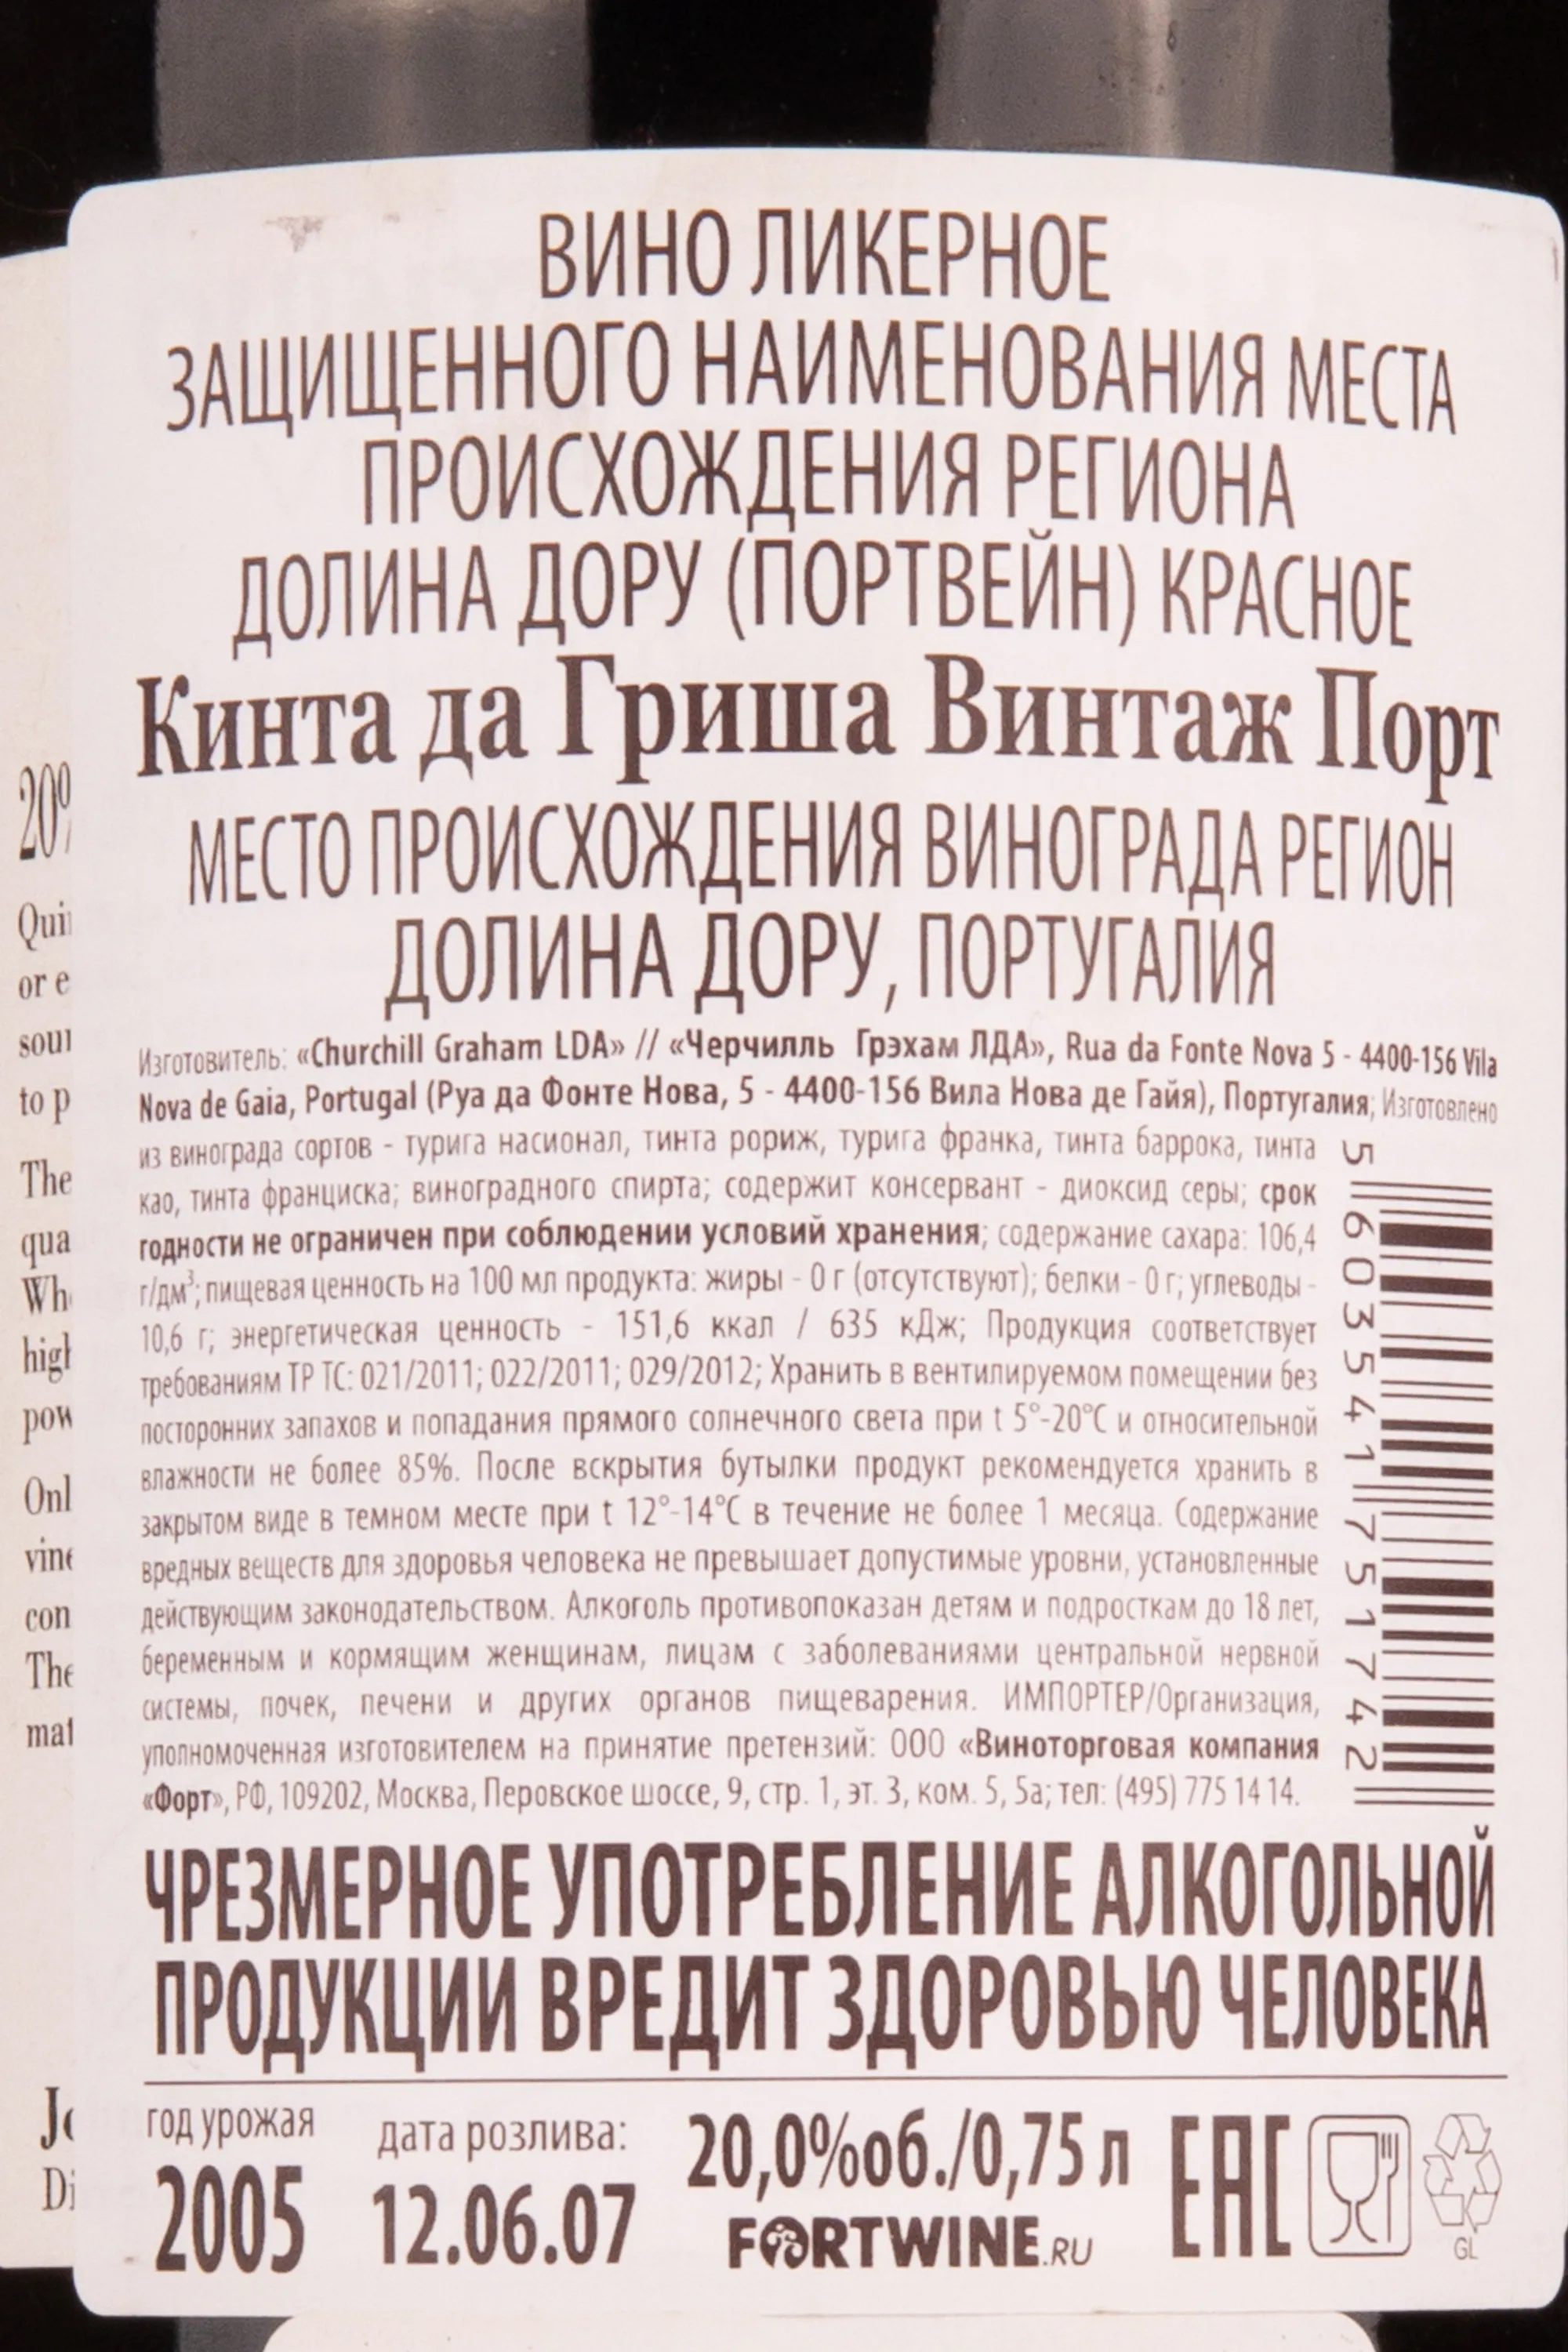 ВИНО ЛИКЕРНОЕ
ЗАЩИЩЕННОГО НАИМЕНОВАНИЯ МЕСТА
ПРОИСХОЖДЕНИЯ РЕГИОНА
ДОЛИНА ДОРУ (ПОРТВЕЙН) КРАСНОЕ
Кинта да Гриша Винтаж Порт
МЕСТО ПРОИСХОЖДЕНИЯ ВИНОГРАДА РЕГИОН
ДОЛИНА ДОРУ, ПОРТУГАЛИЯ
Изготовитель: «Churchill Graham LDA» // «Черчилль Грэхам ЛДА», Rua da Fonte Nova 5 - 4400-156 Vila
Nova de Gaia, Portugal (Руа да Фонте Нова, 5 - 4400-156 Вила Нова де Гайя), Португалия; Изготовлено
из винограда сортов - турига насионал, тинта рориж, турига франка, тинта баррока, тинта
као, тинта франциска; виноградного спирта; содержит консервант - диоксид серы; срок
годности не ограничен при соблюдении условий хранения; содержание сахара: 106,4
г/дм³; пищевая ценность на 100 мл продукта: жиры - 0 г (отсутствуют); белки - 0 г; углеводы -
10,6 г; энергетическая ценность - 151,6 ккал / 635 кДж; Продукция соответствует
требованиям ТР ТС: 021/2011; 022/2011; 029/2012; Хранить в вентилируемом помещении без
посторонних запахов и попадания прямого солнечного света при t 5°-20°C и относительной
влажности не более 85%. После вскрытия бутылки продукт рекомендуется хранить в
закрытом виде в темном месте при t 12°-14°C в течение не более 1 месяца. Содержание
вредных веществ для здоровья человека не превышает допустимые уровни, установленные
действующим законодательством. Алкоголь противопоказан детям и подросткам до 18 лет,
беременным и кормящим женщинам, лицам с заболеваниями центральной нервной
системы, почек, печени и других органов пищеварения. ИМПОРТЕР/Организация,
уполномоченная изготовителем на принятие претензий: ООО «Виноторговая компания
«Форт», РФ, 109202, Москва, Перовское шоссе, 9, стр. 1, эт. 3, ком. 5, 5а; тел: (495) 775 14 14.
5 603541 751742
ЧРЕЗМЕРНОЕ УПОТРЕБЛЕНИЕ АЛКОГОЛЬНОЙ
ПРОДУКЦИИ ВРЕДИТ ЗДОРОВЬЮ ЧЕЛОВЕКА
год урожая
2005
дата розлива:
12.06.07
20,0%об./0,75 л
FORTWINE.RU
EAC
GL
or e
to p
The
The